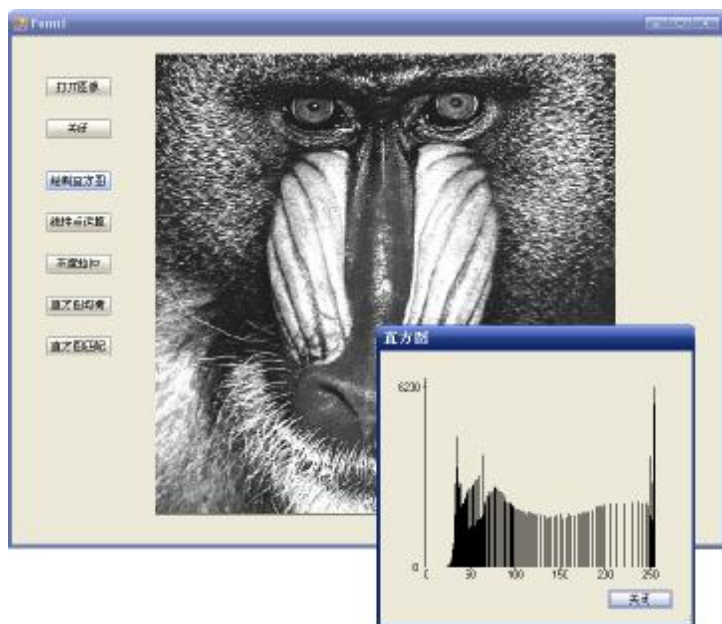 Form1
打开图像
关闭
绘制直方图
线性点运算
灰度拉伸
直方图均衡
直方图匹配
直方图
6230
0
0 50 100 150 200 250
关闭